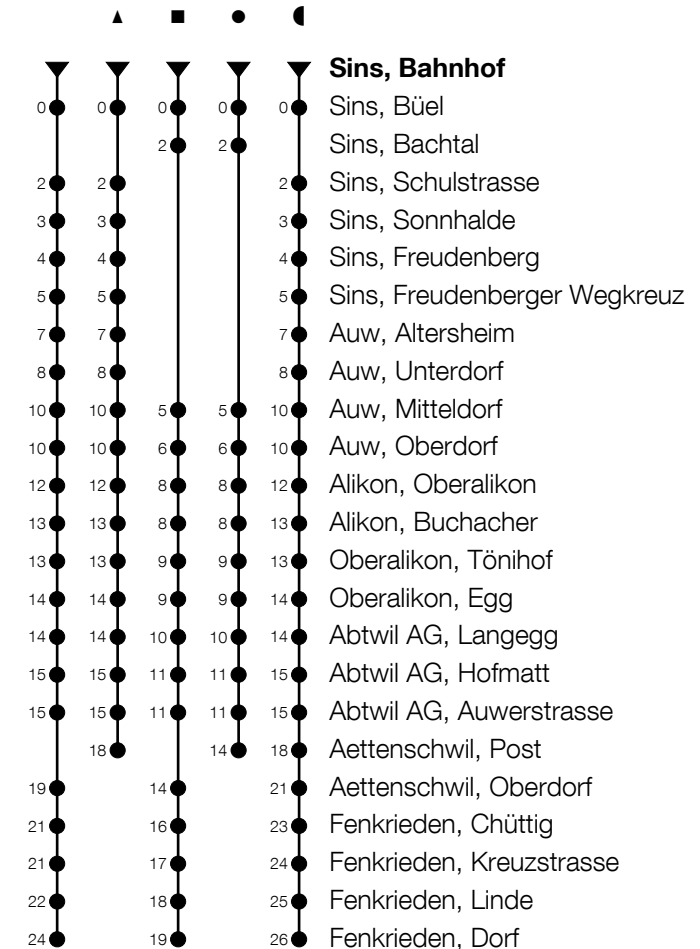 Sins, Bahnhof
0 0 0 0 0 Sins, Büel
2 2 Sins, Bachtal
2 2 2 Sins, Schulstrasse
3 3 3 Sins, Sonnhalde
4 4 4 Sins, Freudenberg
5 5 5 Sins, Freudenberger Wegkreuz
7 7 7 Auw, Altersheim
8 8 8 Auw, Unterdorf
10 10 5 5 10 Auw, Mitteldorf
10 10 6 6 10 Auw, Oberdorf
12 12 8 8 12 Alikon, Oberalikon
13 13 8 8 13 Alikon, Buchacher
13 13 9 9 13 Oberalikon, Tönihof
14 14 9 9 14 Oberalikon, Egg
14 14 10 10 14 Abtwil AG, Langegg
15 15 11 11 15 Abtwil AG, Hofmatt
15 15 11 11 15 Abtwil AG, Auwerstrasse
18 14 18 Aettenschwil, Post
19 14 21 Aettenschwil, Oberdorf
21 16 23 Fenkrieden, Chüttig
21 17 24 Fenkrieden, Kreuzstrasse
22 18 25 Fenkrieden, Linde
24 19 26 Fenkrieden, Dorf